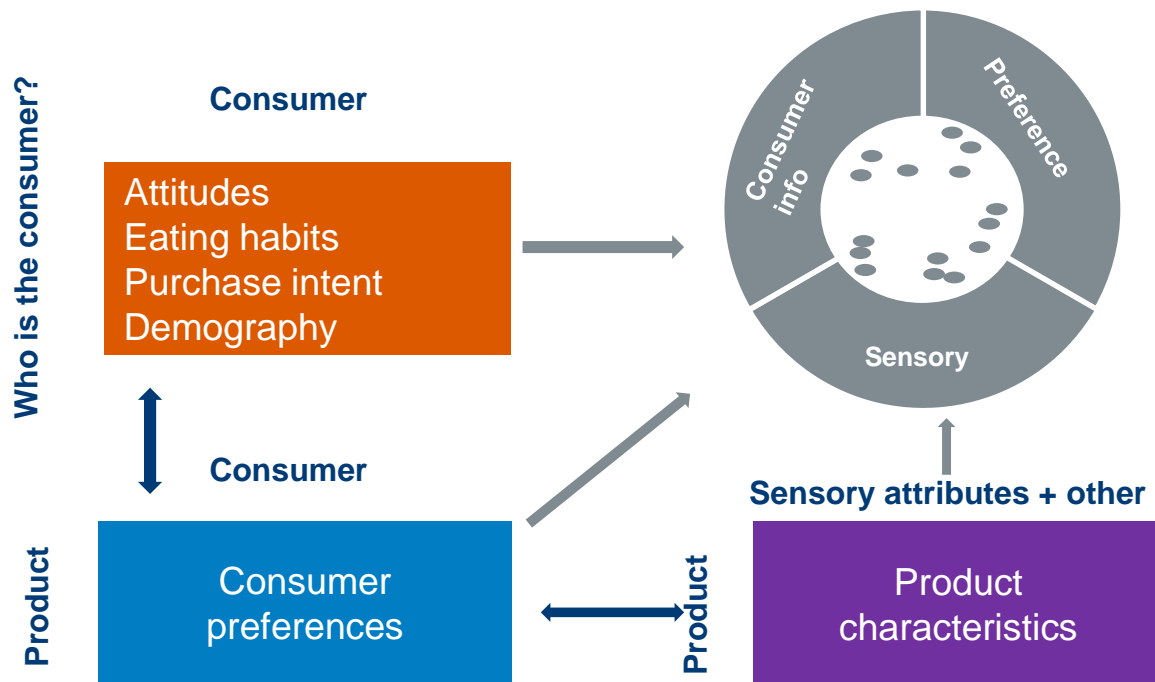 Who is the consumer?
Consumer
Attitudes
Eating habits
Purchase intent
Demography
Consumer
info
Preference
Sensory
Consumer
Product
Consumer
preferences
Sensory attributes + other
Product
Product
characteristics